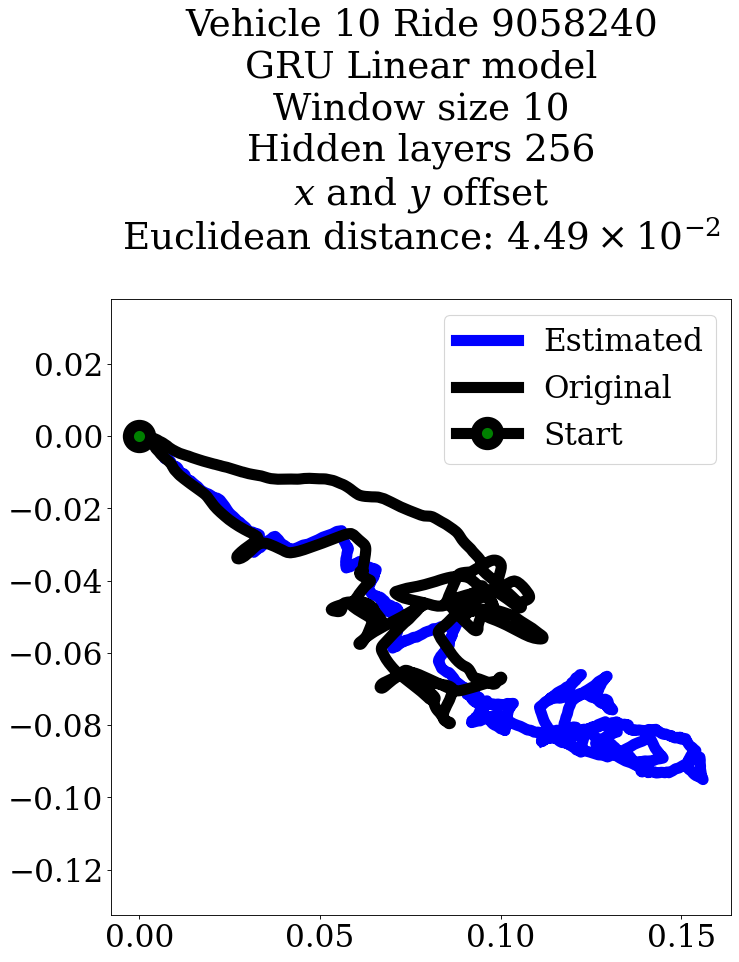 Vehicle 10 Ride 9058240
GRU Linear model
Window size 10
Hidden layers 256
x and y offset
Euclidean distance: 4.49 × 10⁻²
Estimated
Original
Start
0.02
0.00
−0.02
−0.04
−0.06
−0.08
−0.10
−0.12
0.00 0.05 0.10 0.15